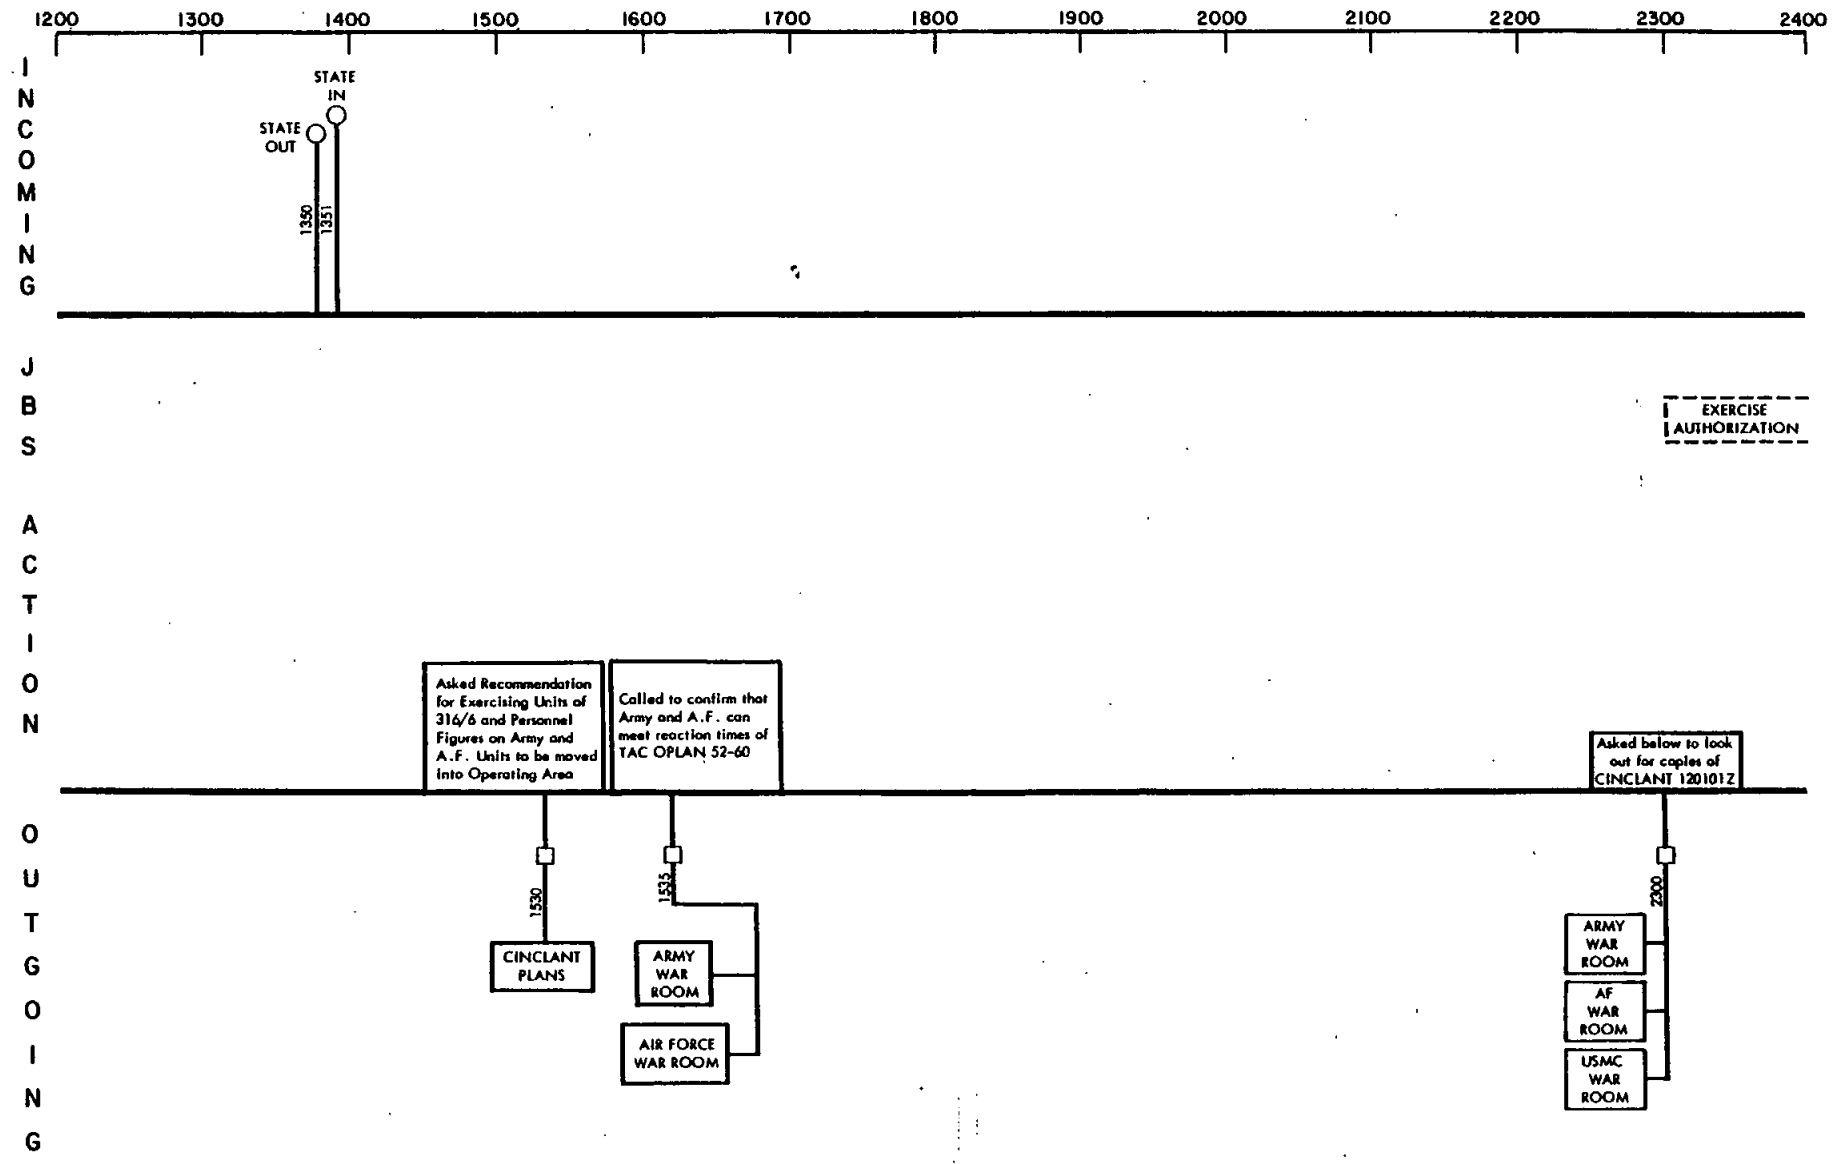 1200 1300 1400 1500 1600 1700 1800 1900 2000 2100 2200 2300 2400
INCOMING
STATE
IN
STATE
OUT
1350
1351
JBS ACTION
EXERCISE
AUTHORIZATION
Asked Recommendation
for Exercising Units of
316/6 and Personnel
Figures on Army and
A.F. Units to be moved
into Operating Area
Called to confirm that
Army and A.F. can
meet reaction times of
TAC OPLAN 52-60
Asked below to look
out for copies of
CINCLANT 120101Z
OUTGOING
1530
CINCLANT
PLANS
1535
ARMY
WAR
ROOM
AIR FORCE
WAR ROOM
2300
ARMY
WAR
ROOM
AF
WAR
ROOM
USMC
WAR
ROOM